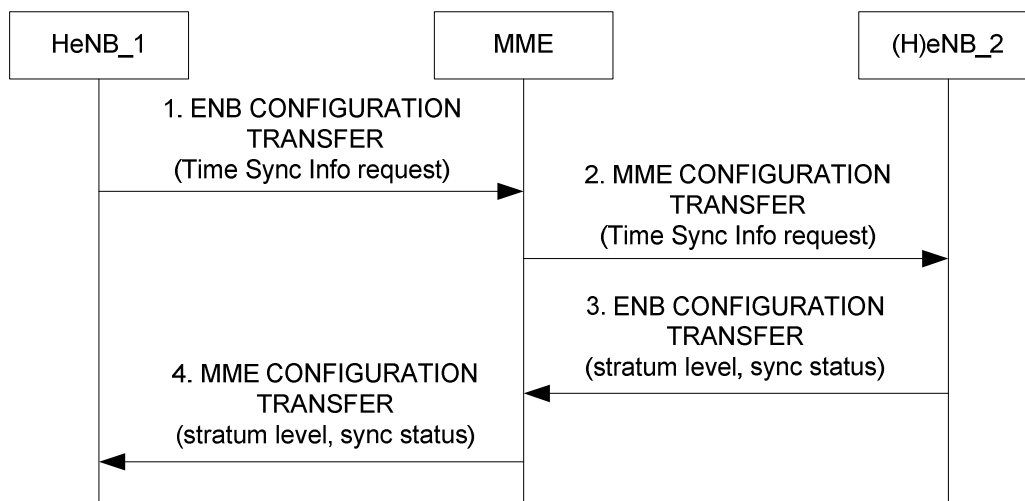 HeNB_1
MME
(H)eNB_2
1. ENB CONFIGURATION
TRANSFER
(Time Sync Info request)
2. MME CONFIGURATION
TRANSFER
(Time Sync Info request)
3. ENB CONFIGURATION
TRANSFER
(stratum level, sync status)
4. MME CONFIGURATION
TRANSFER
(stratum level, sync status)